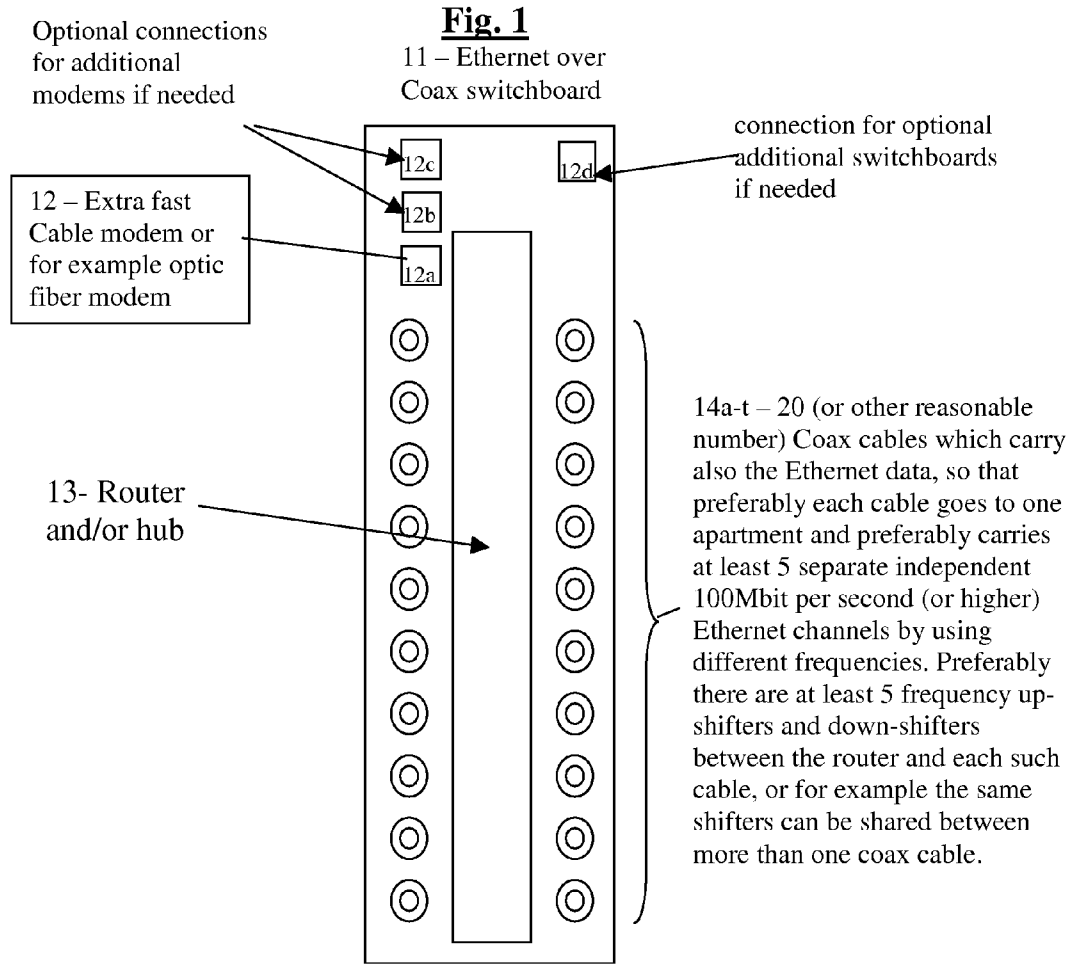 Fig. 1
11 – Ethernet over
Coax switchboard
Optional connections
for additional
modems if needed
connection for optional
additional switchboards
if needed
12c
12d
12b
12a
12 – Extra fast
Cable modem or
for example optic
fiber modem
13- Router
and/or hub
14a-t – 20 (or other reasonable
number) Coax cables which carry
also the Ethernet data, so that
preferably each cable goes to one
apartment and preferably carries
at least 5 separate independent
100Mbit per second (or higher)
Ethernet channels by using
different frequencies. Preferably
there are at least 5 frequency up-
shifters and down-shifters
between the router and each such
cable, or for example the same
shifters can be shared between
more than one coax cable.